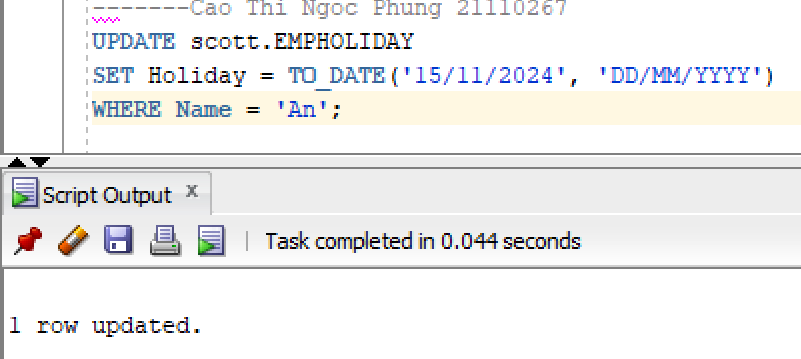 -------Cao Thi Ngoc Phung 21110267
UPDATE scott.EMPHOLIDAY
SET Holiday = TO_DATE('15/11/2024', 'DD/MM/YYYY')
WHERE Name = 'An';
Script Output x
Task completed in 0.044 seconds
1 row updated.